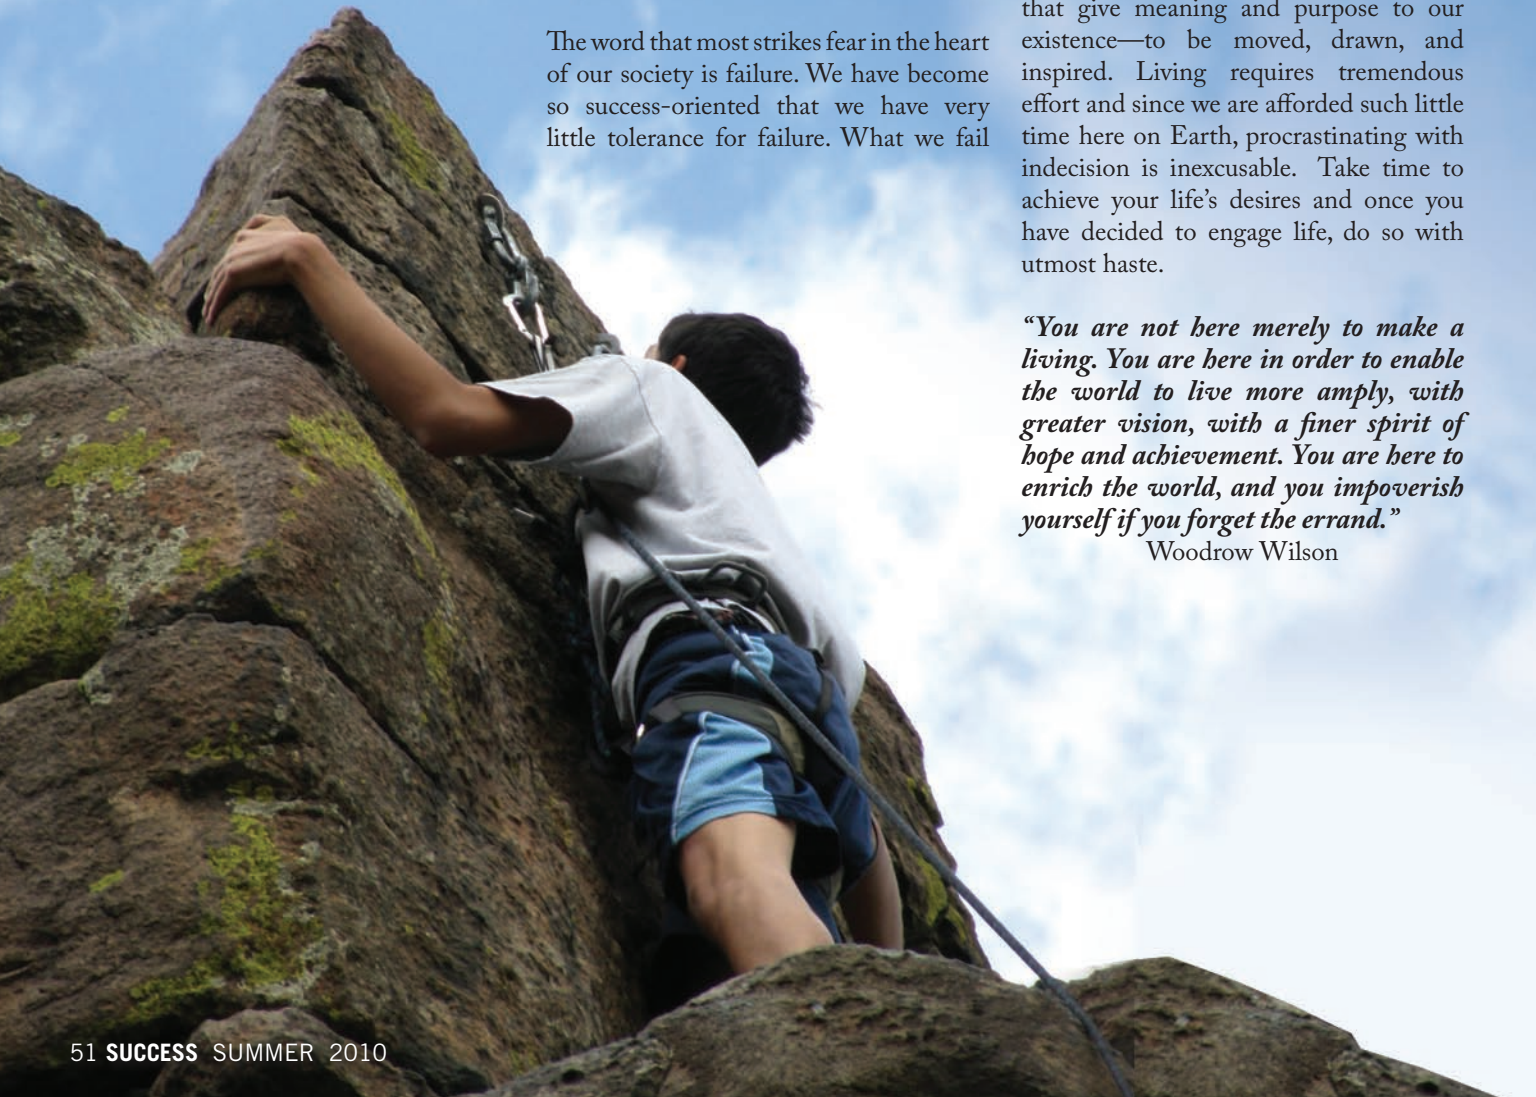 The word that most strikes fear in the heart
of our society is failure. We have become
so success-oriented that we have very
little tolerance for failure. What we fail
that give meaning and purpose to our
existence—to be moved, drawn, and
inspired. Living requires tremendous
effort and since we are afforded such little
time here on Earth, procrastinating with
indecision is inexcusable. Take time to
achieve your life's desires and once you
have decided to engage life, do so with
utmost haste.
“You are not here merely to make a
living. You are here in order to enable
the world to live more amply, with
greater vision, with a finer spirit of
hope and achievement. You are here to
enrich the world, and you impoverish
yourself if you forget the errand.”
Woodrow Wilson
51 SUCCESS SUMMER 2010